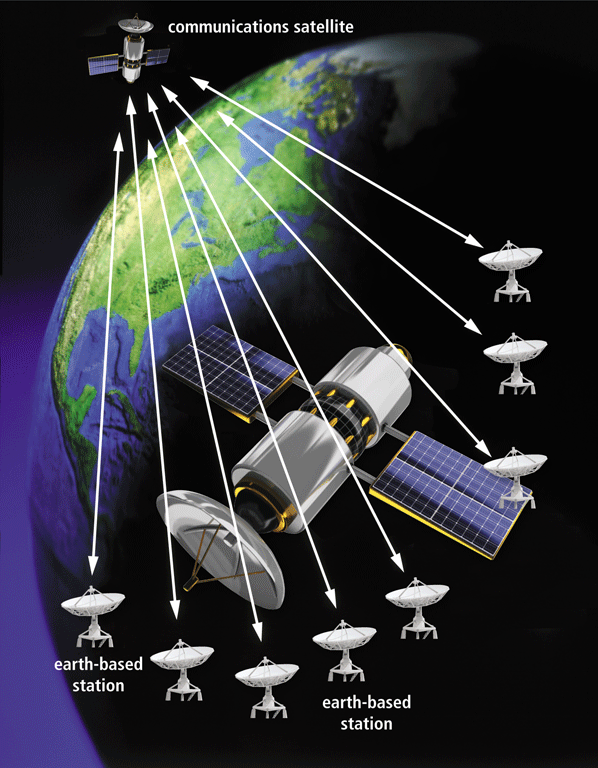 communications satellite
earth-based
station
earth-based
station